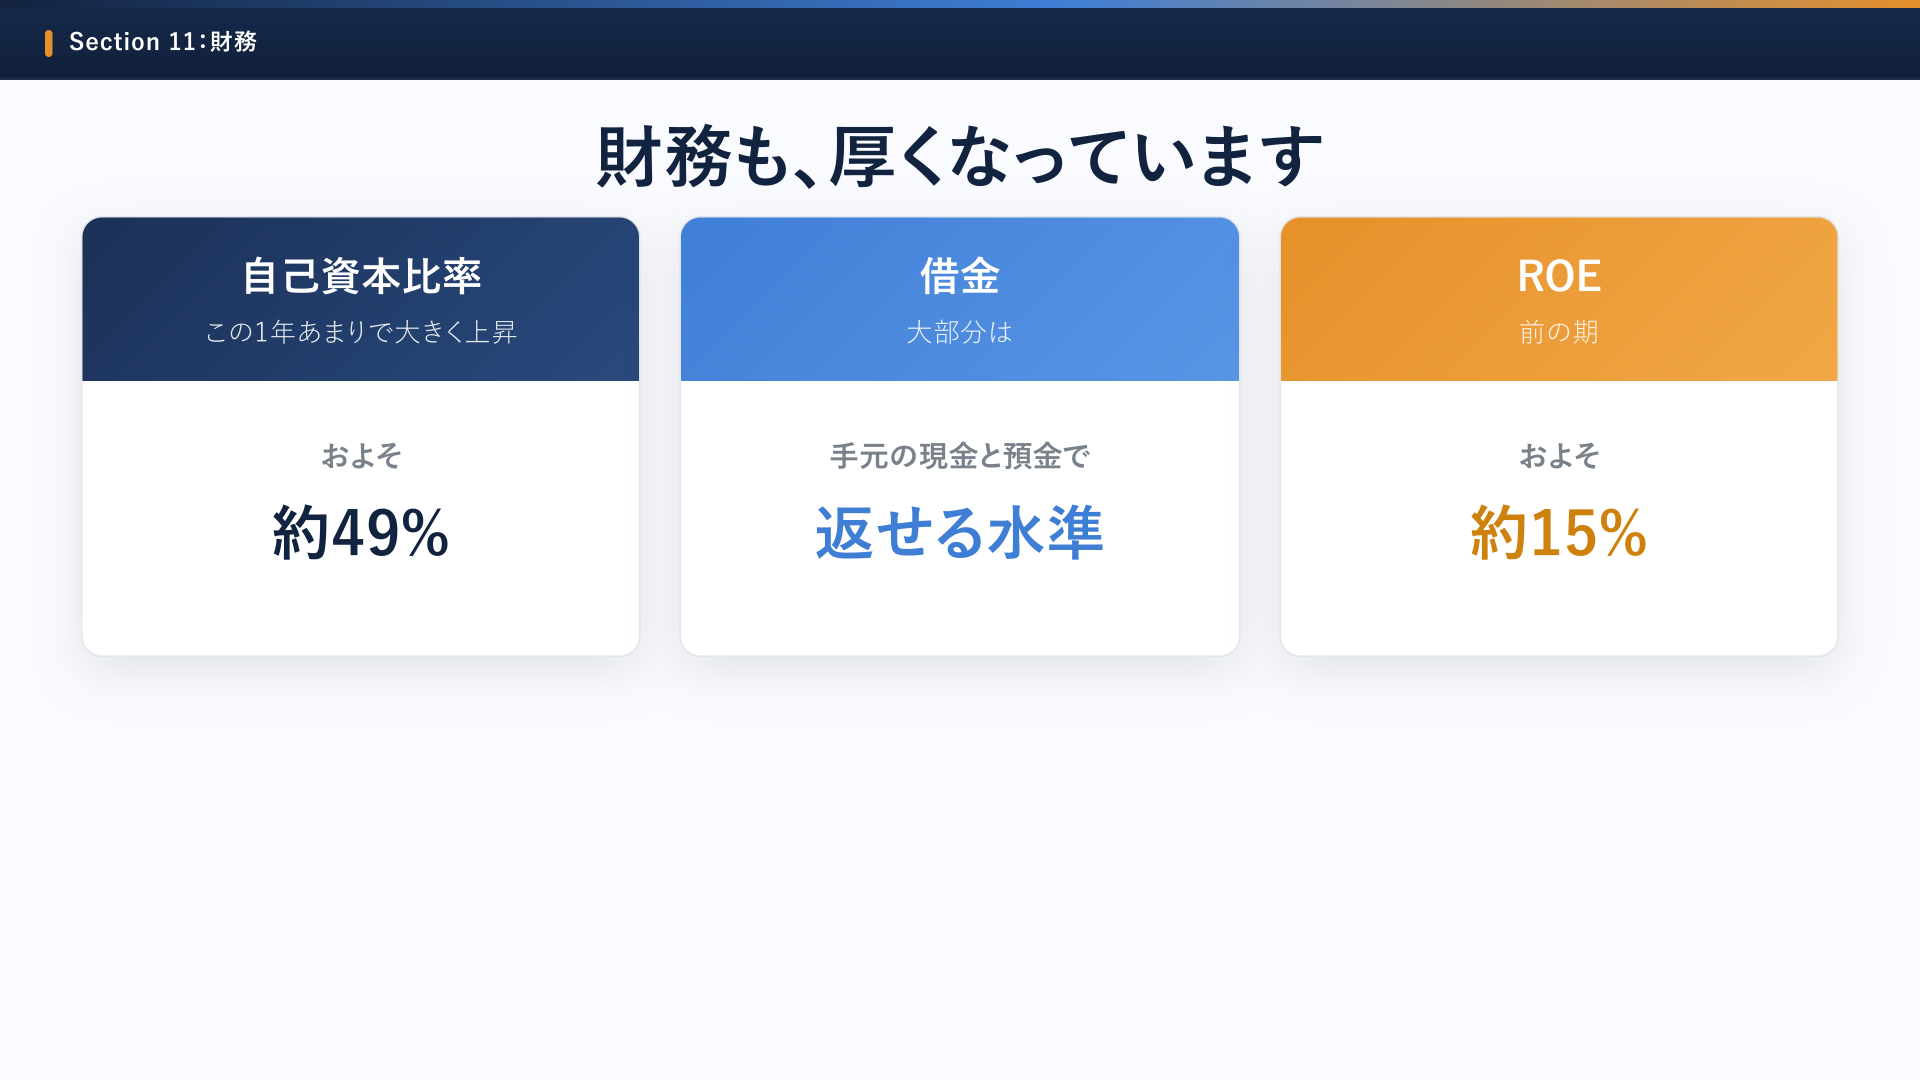 Section 11：財務
財務も、厚くなっています
自己資本比率
この1年あまりで大きく上昇
およそ
約49%
借金
大部分は
手元の現金と預金で
返せる水準
ROE
前の期
およそ
約15%